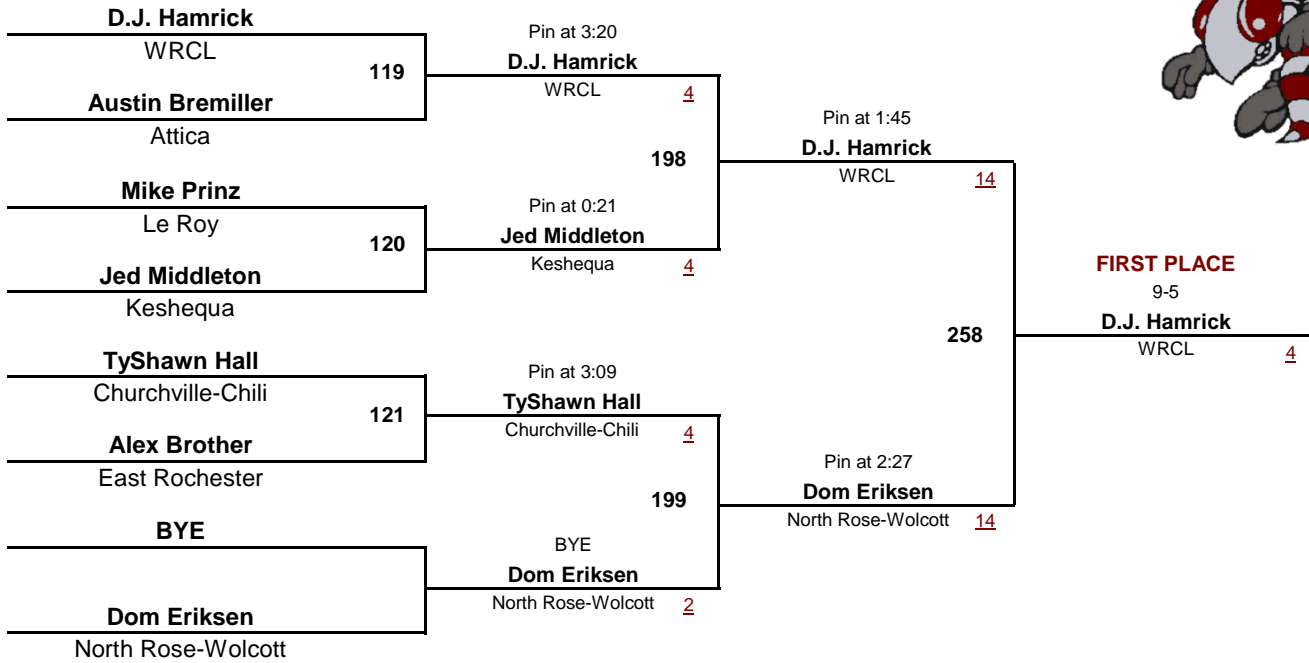 D.J. Hamrick
WRCL
119
Austin Bremiller
Attica
Mike Prinz
Le Roy
120
Jed Middleton
Keshequa
TyShawn Hall
Churchville-Chili
121
Alex Brother
East Rochester
BYE
Dom Eriksen
North Rose-Wolcott
Pin at 3:20
D.J. Hamrick
WRCL 4
198
Pin at 0:21
Jed Middleton
Keshequa 4
Pin at 3:09
TyShawn Hall
Churchville-Chili 4
199
BYE
Dom Eriksen
North Rose-Wolcott 2
Pin at 1:45
D.J. Hamrick
WRCL 14
258
Pin at 2:27
Dom Eriksen
North Rose-Wolcott 14
FIRST PLACE
9-5
D.J. Hamrick
WRCL 4